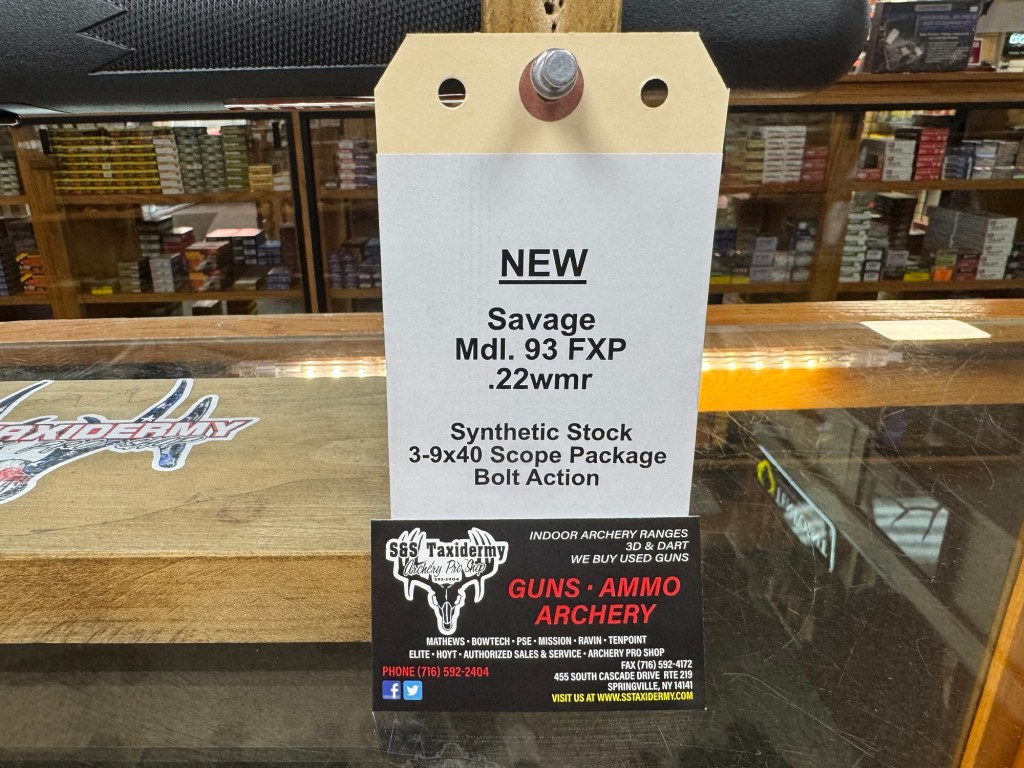 NEW
Savage
Mdl. 93 FXP
.22wmr
Synthetic Stock
3-9x40 Scope Package
Bolt Action
TAXIDERMY
S&S Taxidermy
Archery Pro Shop
592-2404
INDOOR ARCHERY RANGES
3D & DART
WE BUY USED GUNS
GUNS · AMMO
ARCHERY
MATHEWS • BOWTECH • PSE • MISSION • RAVIN • TENPOINT
ELITE • HOYT • AUTHORIZED SALES & SERVICE • ARCHERY PRO SHOP
PHONE (716) 592-2404
FAX (716) 592-4172
455 SOUTH CASCADE DRIVE RTE 219
SPRINGVILLE, NY 14141
VISIT US AT WWW.SSTAXIDERMY.COM